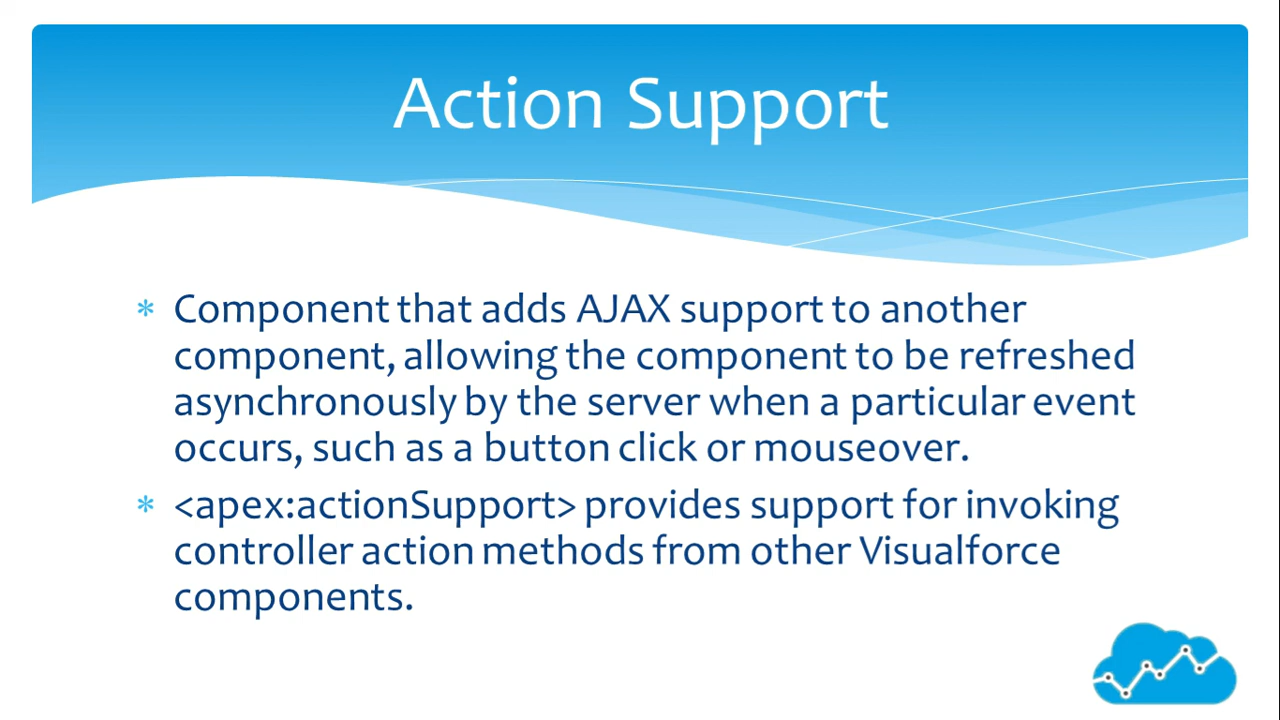 Action Support
* Component that adds AJAX support to another
component, allowing the component to be refreshed
asynchronously by the server when a particular event
occurs, such as a button click or mouseover.
* <apex:actionSupport> provides support for invoking
controller action methods from other Visualforce
components.